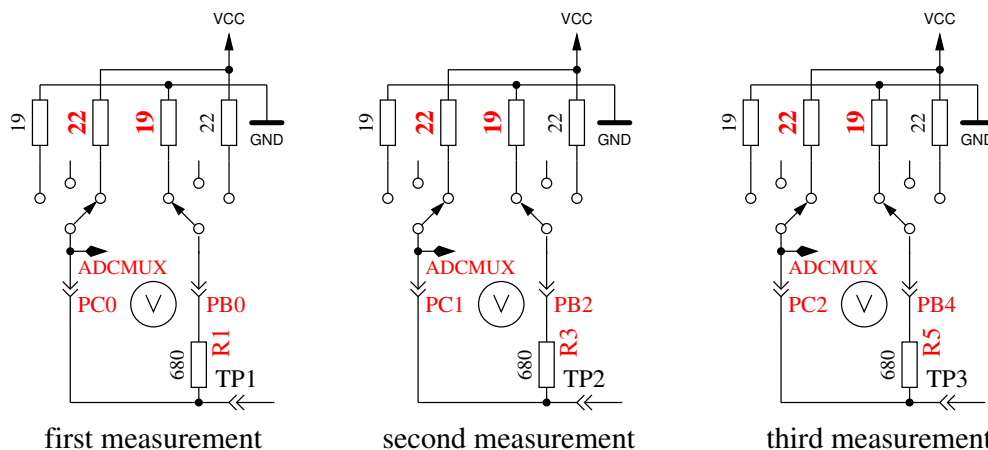 VCC
19
22
19
22
GND
ADCMUX
PC0
V
PB0
R1
680
TP1
first measurement
VCC
19
22
19
22
GND
ADCMUX
PC1
V
PB2
R3
680
TP2
second measurement
VCC
19
22
19
22
GND
ADCMUX
PC2
V
PB4
R5
680
TP3
third measurement